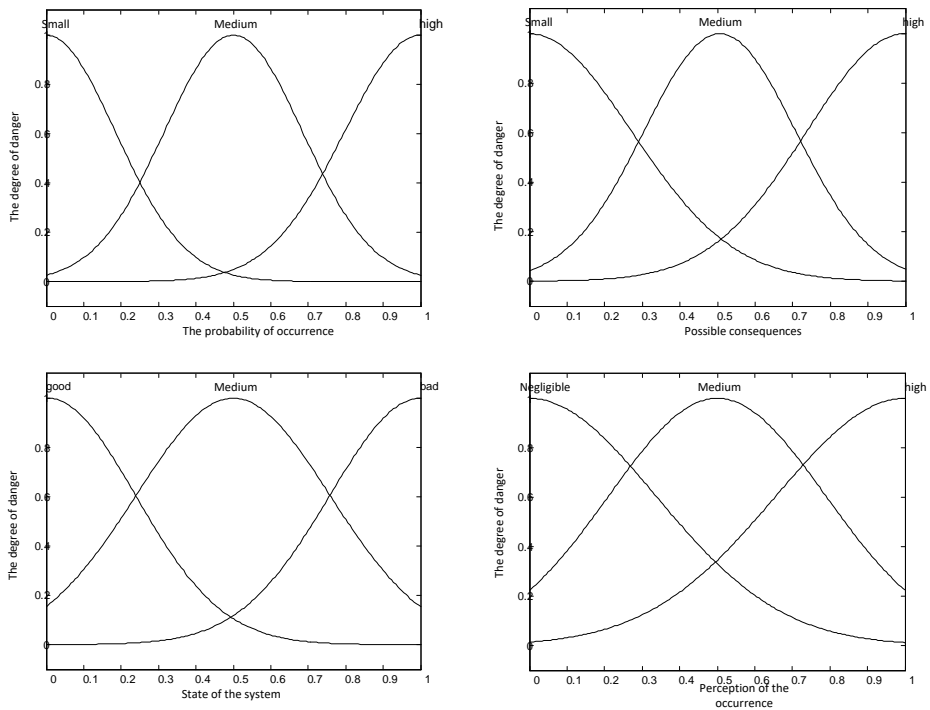 Small Medium high
The degree of danger
0.8
0.6
0.4
0.2
0
0 0.1 0.2 0.3 0.4 0.5 0.6 0.7 0.8 0.9 1
The probability of occurrence
Small Medium high
The degree of danger
1
0.8
0.6
0.4
0.2
0
0 0.1 0.2 0.3 0.4 0.5 0.6 0.7 0.8 0.9 1
Possible consequences
good Medium bad
The degree of danger
0.8
0.6
0.4
0.2
0
0 0.1 0.2 0.3 0.4 0.5 0.6 0.7 0.8 0.9 1
State of the system
Negligible Medium high
The degree of danger
1
0.8
0.6
0.4
0.2
0
0 0.1 0.2 0.3 0.4 0.5 0.6 0.7 0.8 0.9 1
Perception of the
occurrence